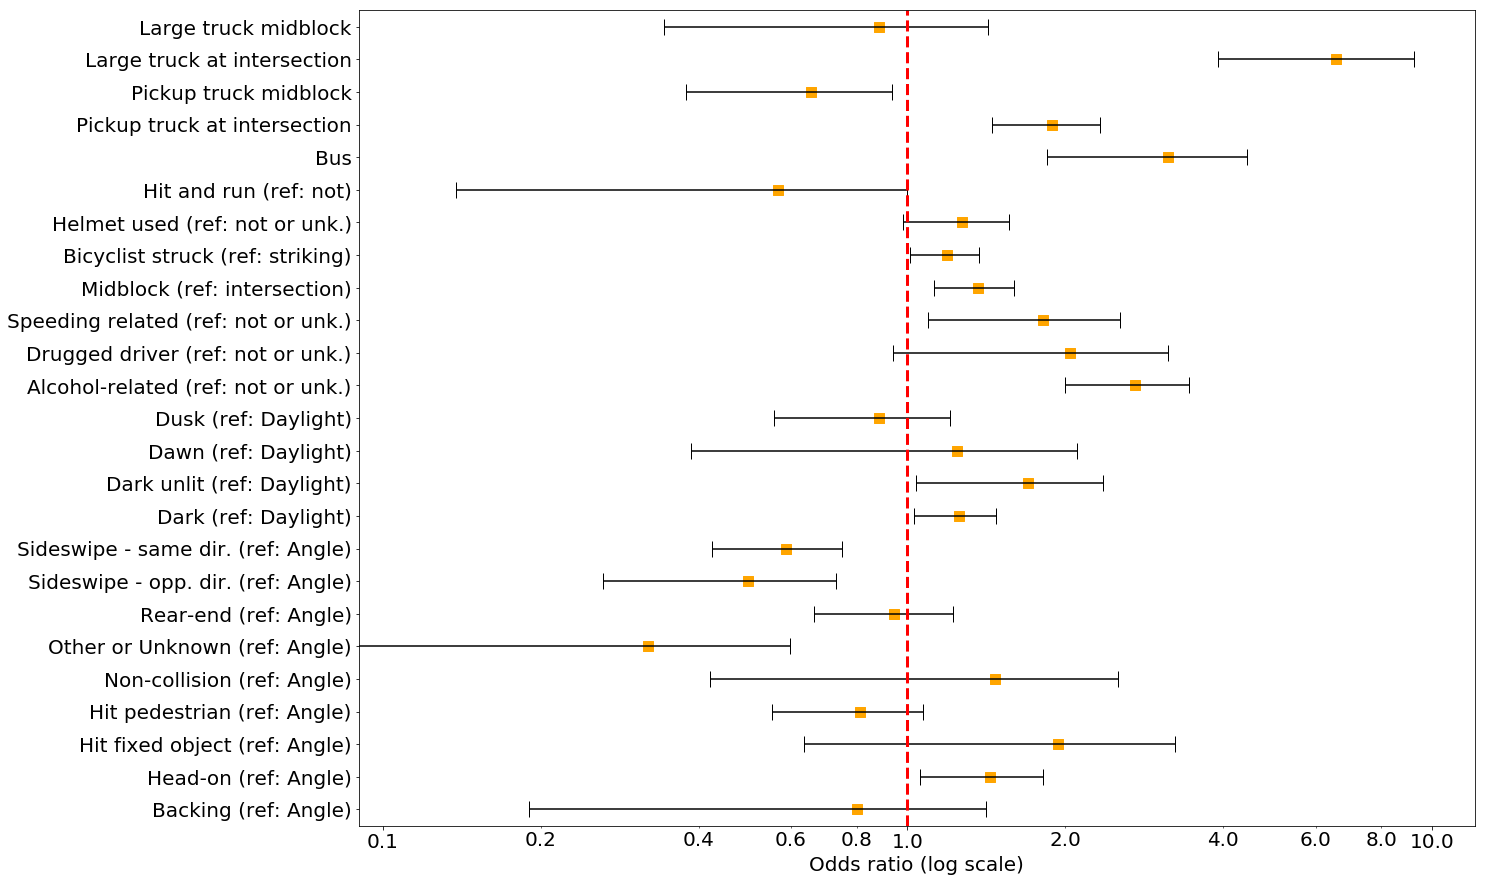 Large truck midblock
Large truck at intersection
Pickup truck midblock
Pickup truck at intersection
Bus
Hit and run (ref: not)
Helmet used (ref: not or unk.)
Bicyclist struck (ref: striking)
Midblock (ref: intersection)
Speeding related (ref: not or unk.)
Drugged driver (ref: not or unk.)
Alcohol-related (ref: not or unk.)
Dusk (ref: Daylight)
Dawn (ref: Daylight)
Dark unlit (ref: Daylight)
Dark (ref: Daylight)
Sideswipe - same dir. (ref: Angle)
Sideswipe - opp. dir. (ref: Angle)
Rear-end (ref: Angle)
Other or Unknown (ref: Angle)
Non-collision (ref: Angle)
Hit pedestrian (ref: Angle)
Hit fixed object (ref: Angle)
Head-on (ref: Angle)
Backing (ref: Angle)
0.1 0.2 0.4 0.6 0.8 1.0 2.0 4.0 6.0 8.0 10.0
Odds ratio (log scale)